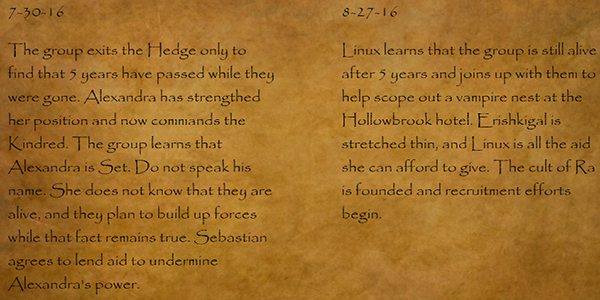 7-30-16
The group exits the Hedge only to
find that 5 years have passed while they
were gone. Alexandra has strengthed
her position and now commands the
Kindred. The group learns that
Alexandra is Set. Do not speak his
name. She does not know that they are
alive, and they plan to build up forces
while that fact remains true. Sebastian
agrees to lend aid to undermine
Alexandra's power.
8-27-16
Linux learns that the group is still alive
after 5 years and joins up with them to
help scope out a vampire nest at the
Hollowbrook hotel. Erishkigal is
stretched thin, and Linux is all the aid
she can afford to give. The cult of Ra
is founded and recruitment efforts
begin.